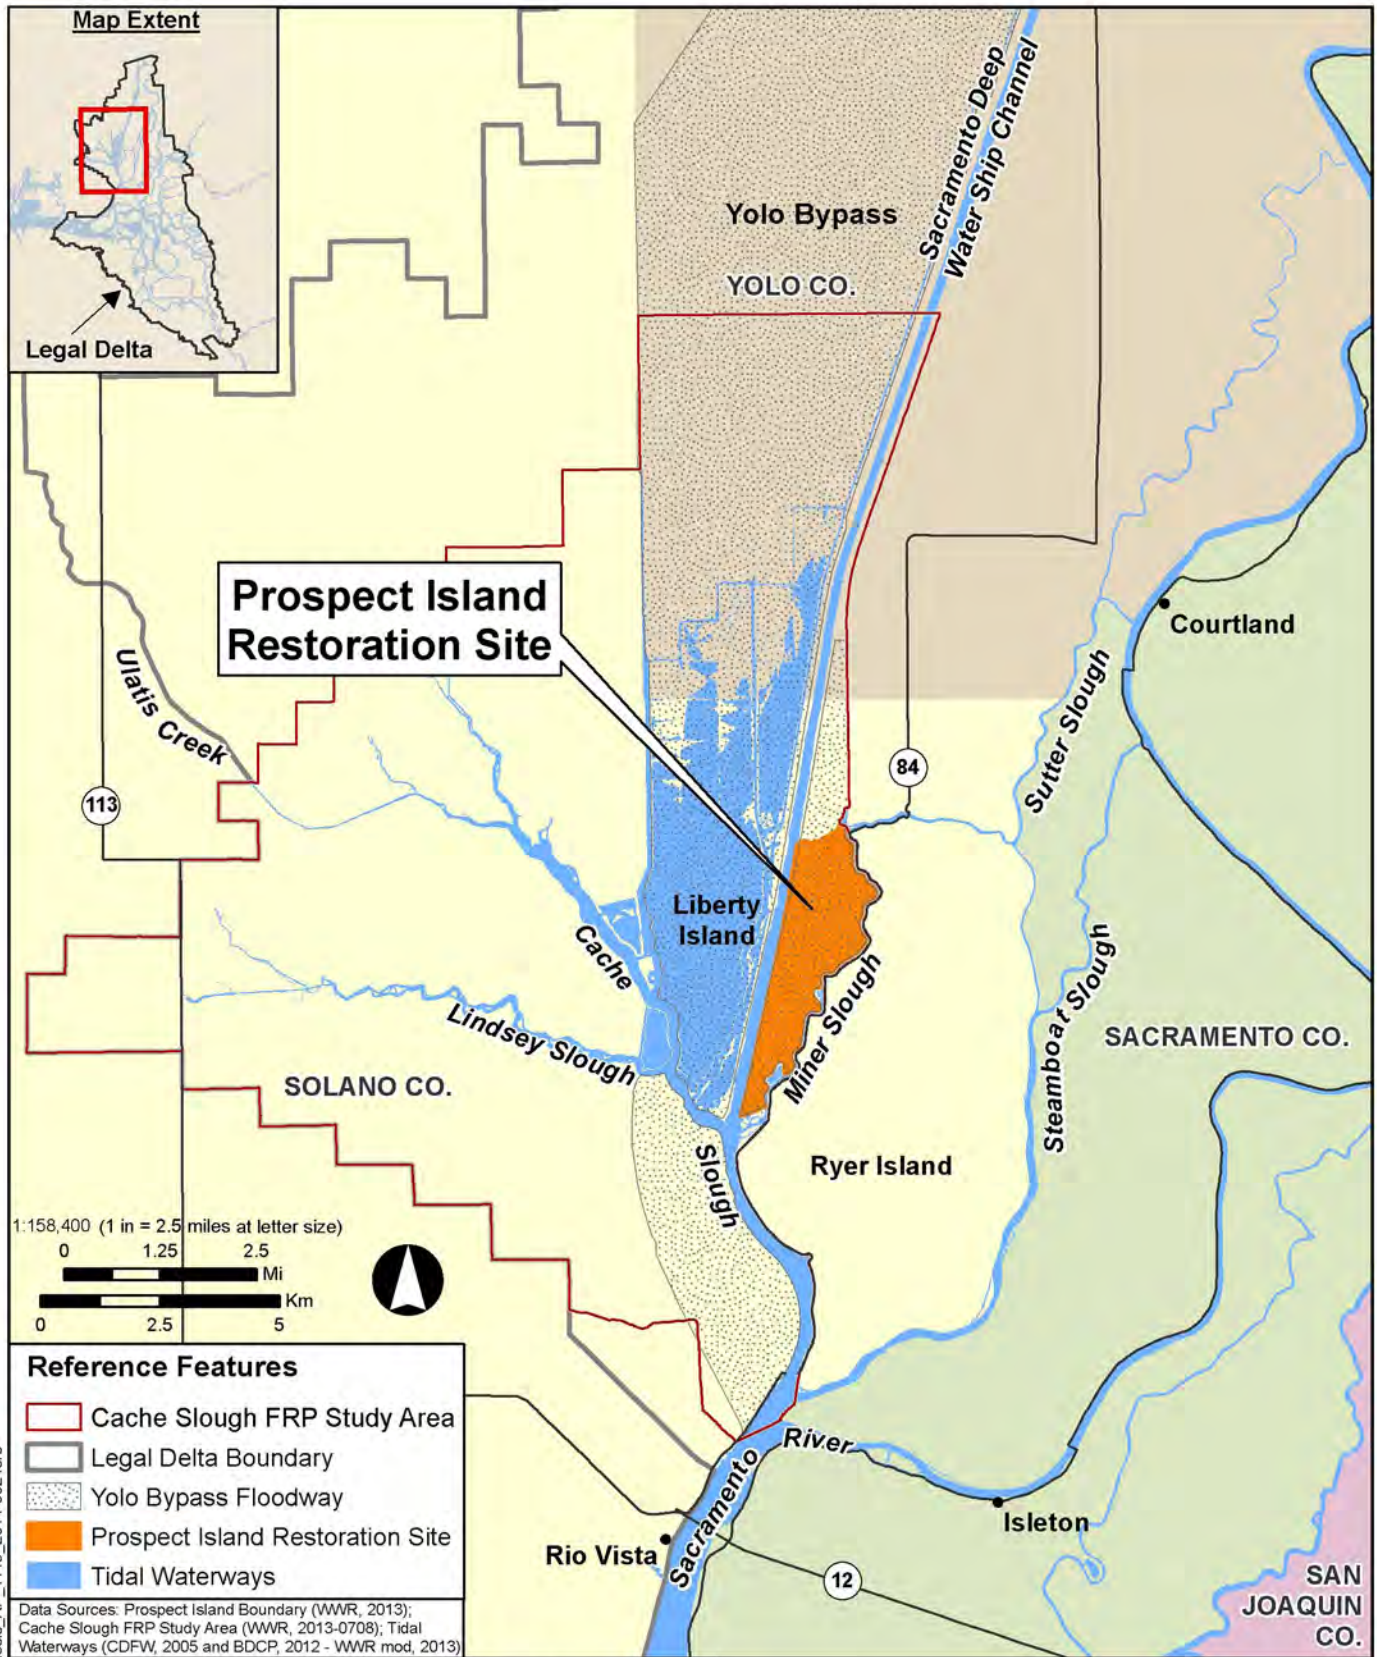 Map Extent
Legal Delta
Sacramento Deep
Water Ship Channel
Yolo Bypass
YOLO CO.
Prospect Island
Restoration Site
Courtland
Ulatis Creek
Sutter Slough
84
113
Liberty
Island
Cache
Slough
Lindsey Slough
Miner Slough
Steamboat Slough
SACRAMENTO CO.
SOLANO CO.
Ryer Island
1:158,400 (1 in = 2.5 miles at letter size)
0 1.25 2.5
Mi
Km
0 2.5 5
Reference Features
Cache Slough FRP Study Area
Legal Delta Boundary
Yolo Bypass Floodway
Prospect Island Restoration Site
Tidal Waterways
Data Sources: Prospect Island Boundary (WWR, 2013);
Cache Slough FRP Study Area (WWR, 2013-0708); Tidal
Waterways (CDFW, 2005 and BDCP, 2012 - WWR mod, 2013)
Sacramento
River
Isleton
Rio Vista
12
SAN
JOAQUIN
CO.